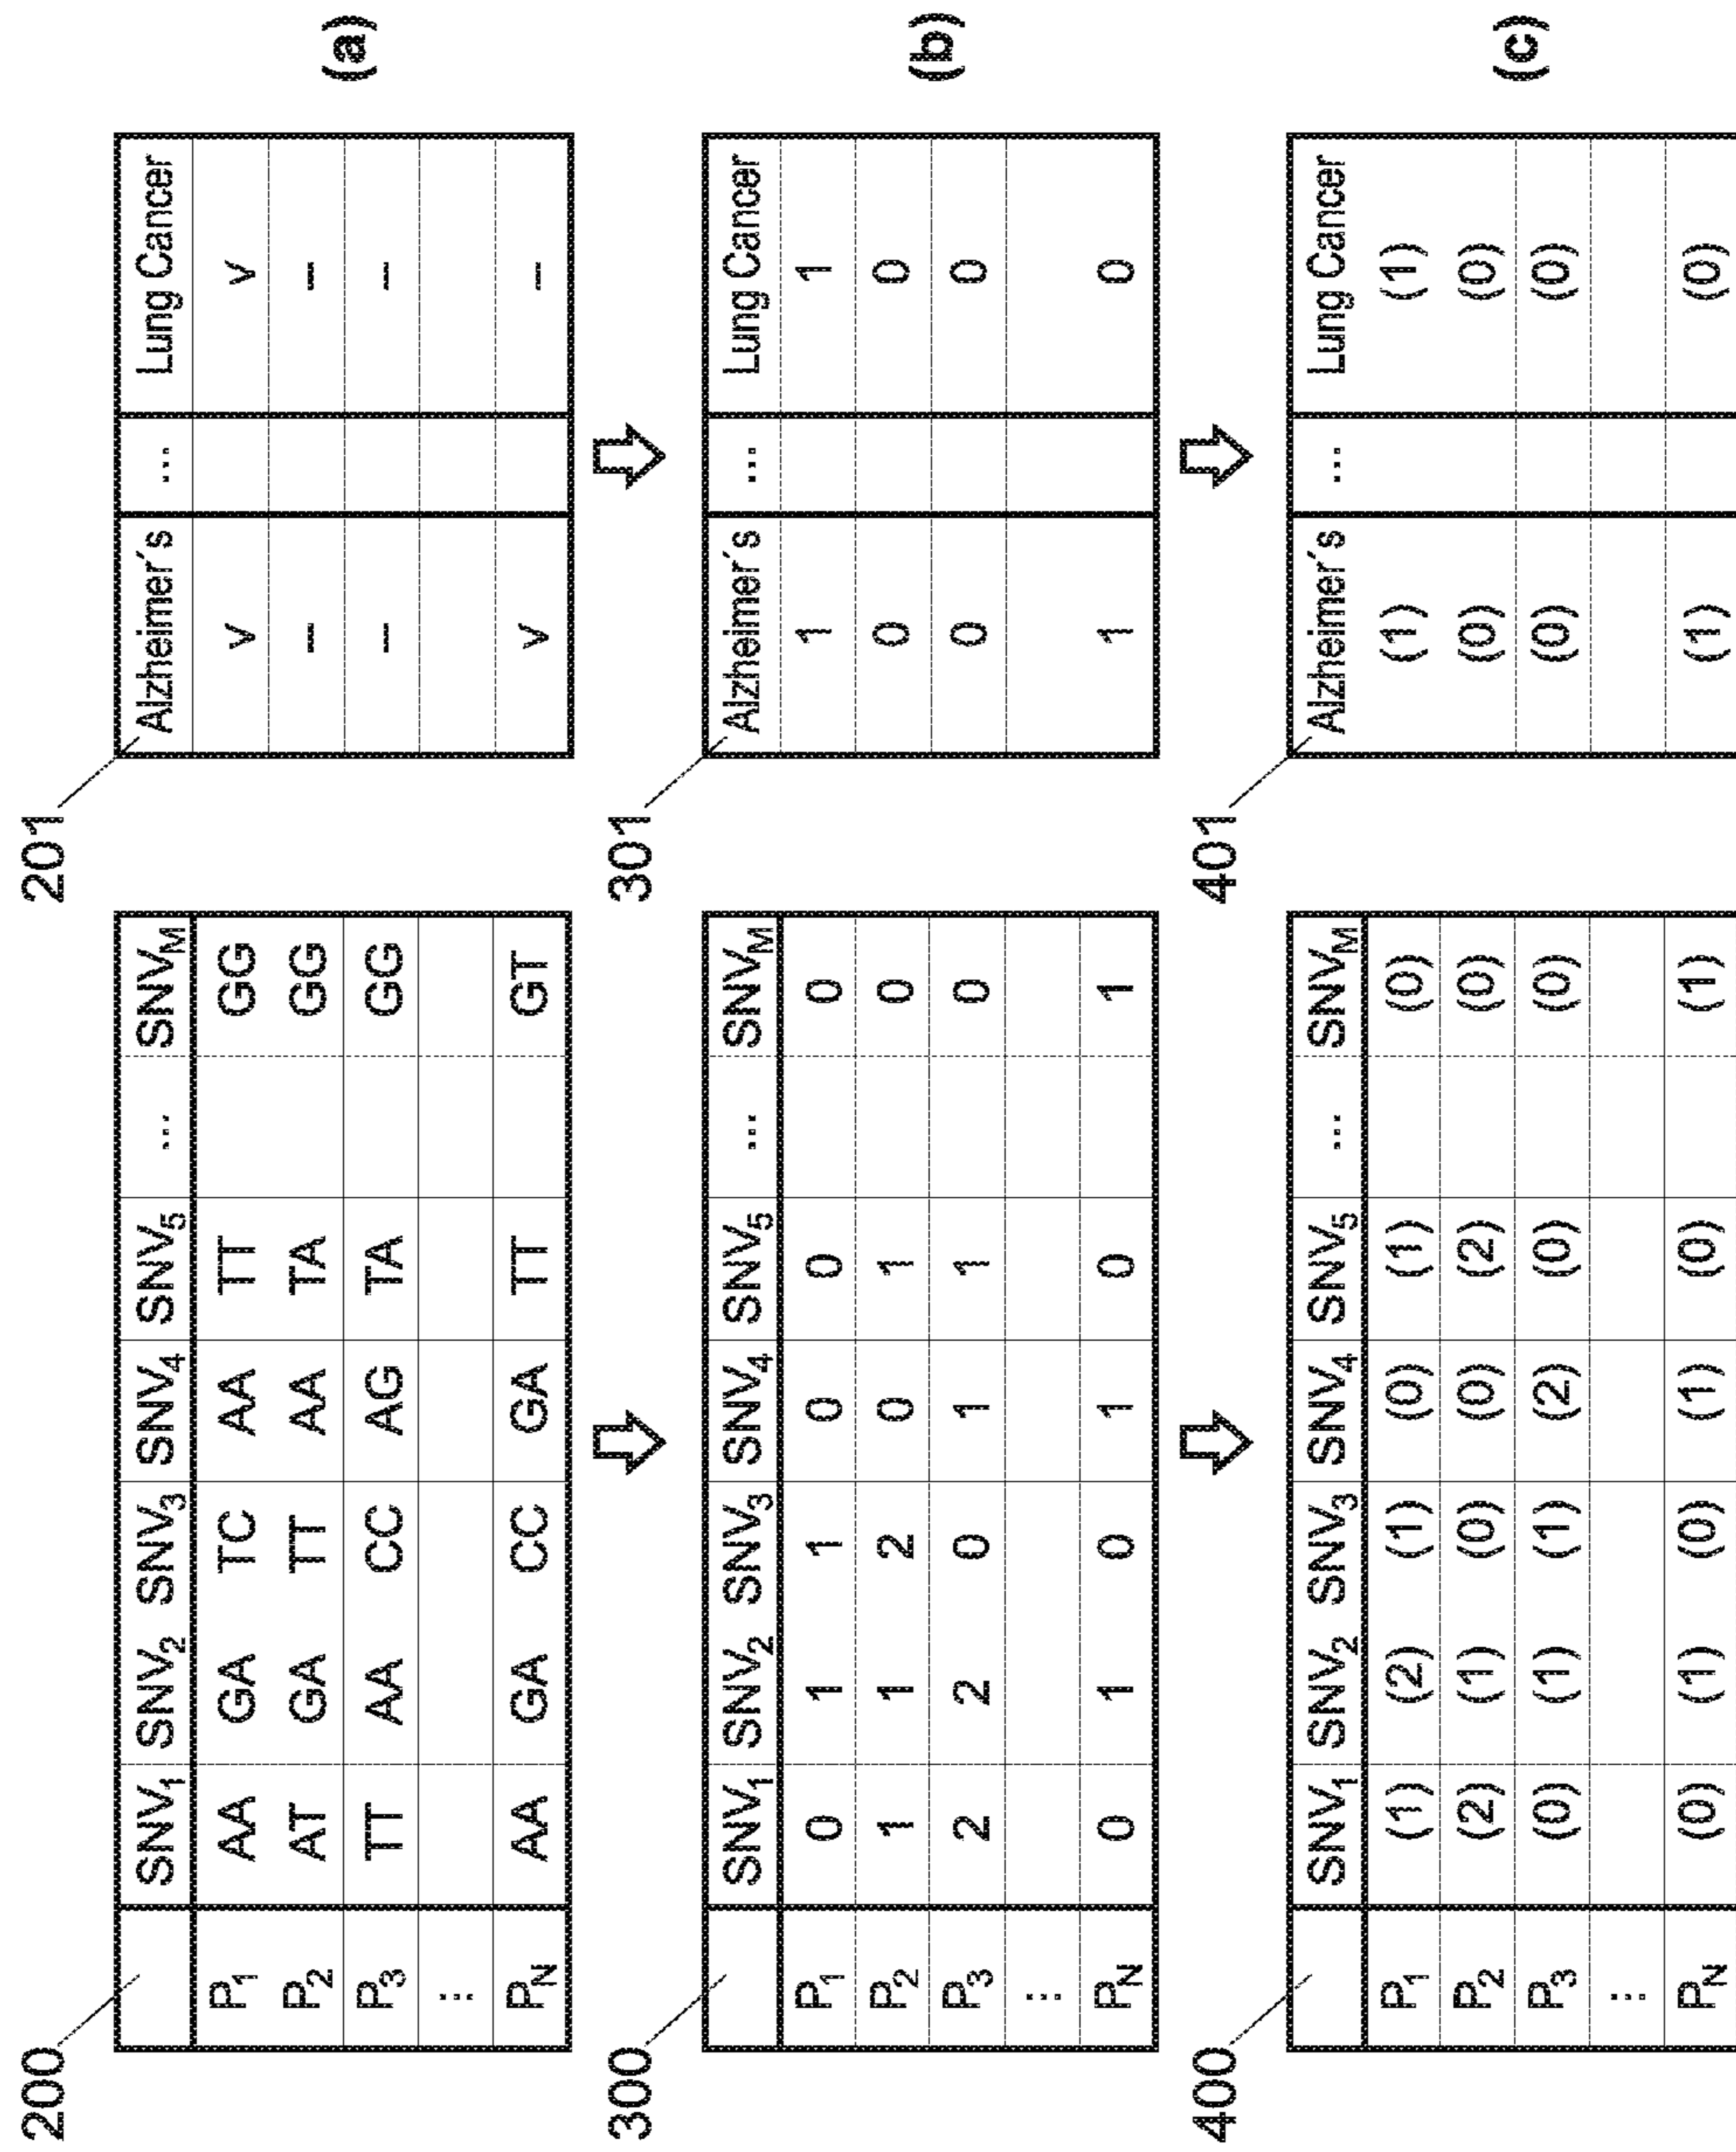 200 201
SNV₁ SNV₂ SNV₃ SNV₄ SNV₅ ... SNV_M Alzheimer´s ... Lung Cancer
P₁ AA GA TC AA TT GG v v
P₂ AT GA TT AA TA GG – –
P₃ TT AA CC AG TA GG – –
...
P_N AA GA CC GA TT GT v –
(a)
300 301
SNV₁ SNV₂ SNV₃ SNV₄ SNV₅ ... SNV_M Alzheimer´s ... Lung Cancer
P₁ 0 1 1 0 0 0 1 1
P₂ 1 1 2 0 1 0 0 0
P₃ 2 2 0 1 1 0 0 0
...
P_N 0 1 0 1 0 1 1 0
(b)
400 401
SNV₁ SNV₂ SNV₃ SNV₄ SNV₅ ... SNV_M Alzheimer´s ... Lung Cancer
P₁ (1) (2) (1) (0) (1) (0) (1) (1)
P₂ (2) (1) (0) (0) (2) (0) (0) (0)
P₃ (0) (1) (1) (2) (0) (0) (0) (0)
...
P_N (0) (1) (0) (1) (0) (1) (1) (0)
(c)